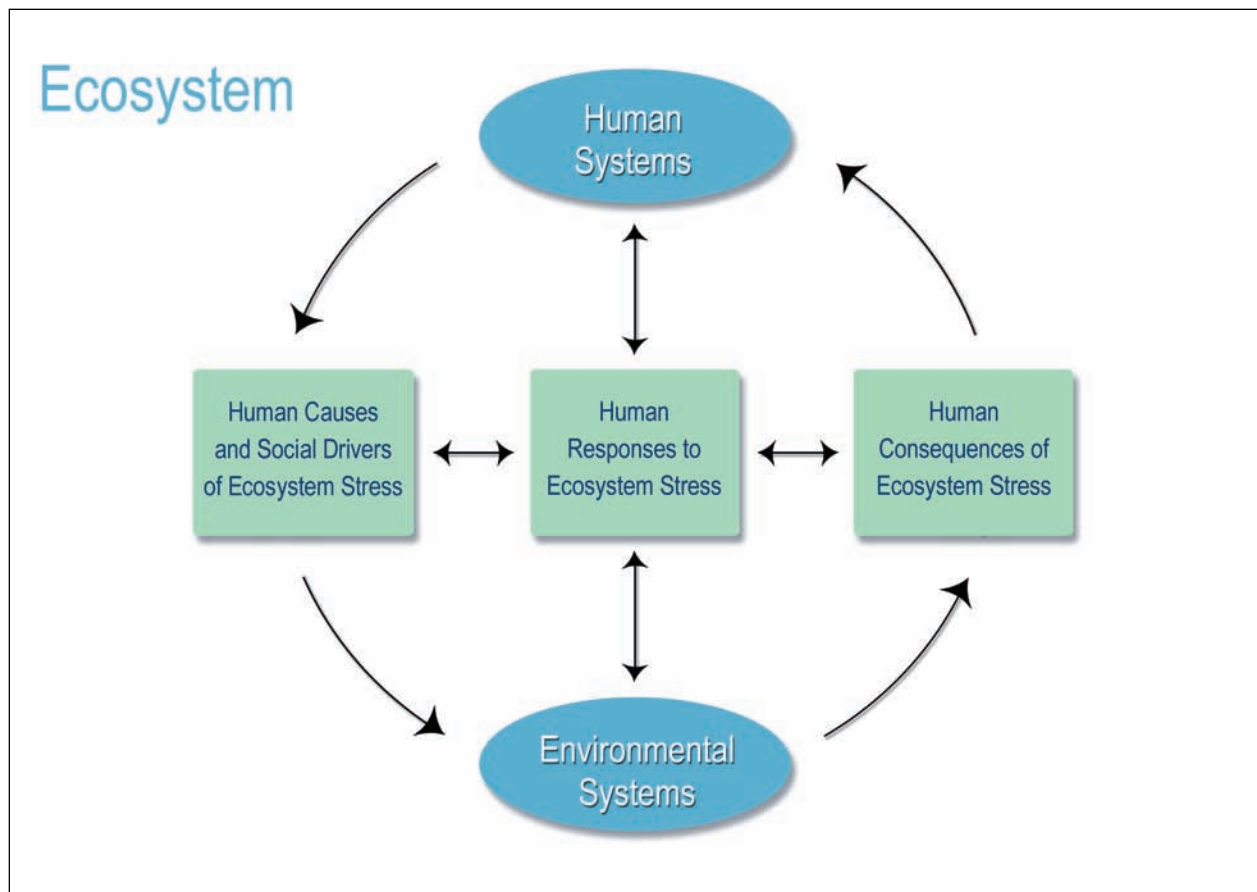 Ecosystem
Human
Systems
Human Causes
and Social Drivers
of Ecosystem Stress
Human
Responses to
Ecosystem Stress
Human
Consequences of
Ecosystem Stress
Environmental
Systems